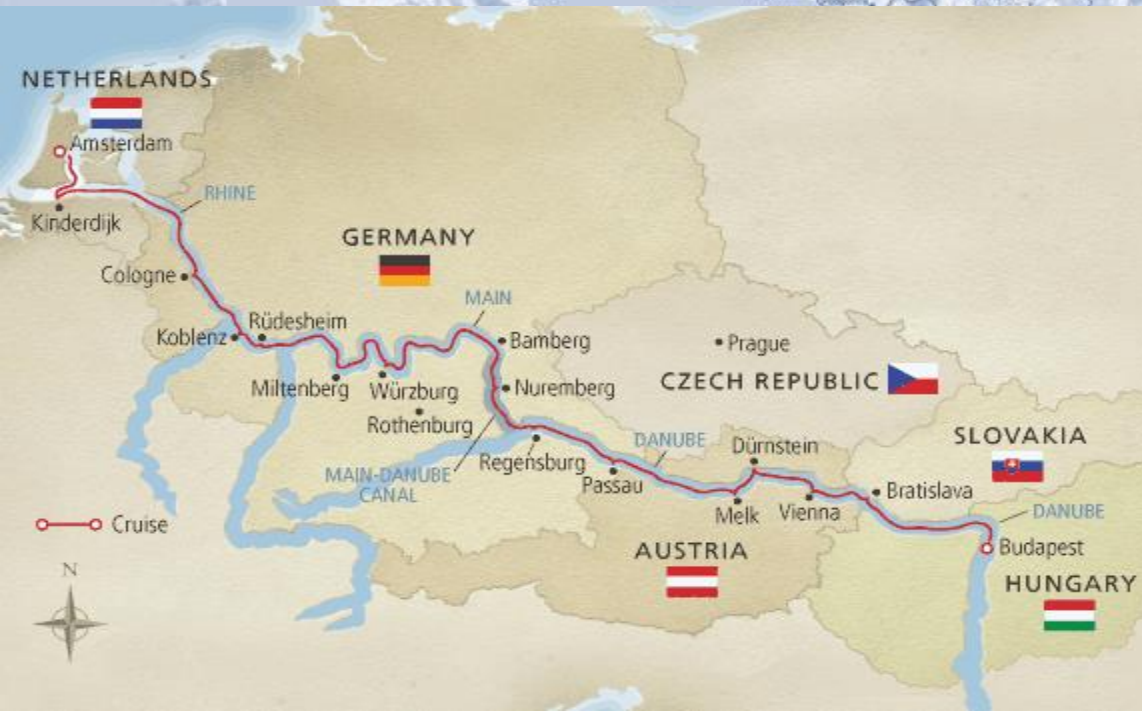 NETHERLANDS
Amsterdam
RHINE
Kinderdijk
GERMANY
Cologne
MAIN
Rüdesheim
Koblenz
Bamberg
Prague
Miltenberg
Würzburg
Nuremberg
CZECH REPUBLIC
Rothenburg
SLOVAKIA
DANUBE
Dürnstein
Regensburg
MAIN-DANUBE
CANAL
Passau
Bratislava
Melk
Vienna
DANUBE
Cruise
AUSTRIA
Budapest
N
HUNGARY